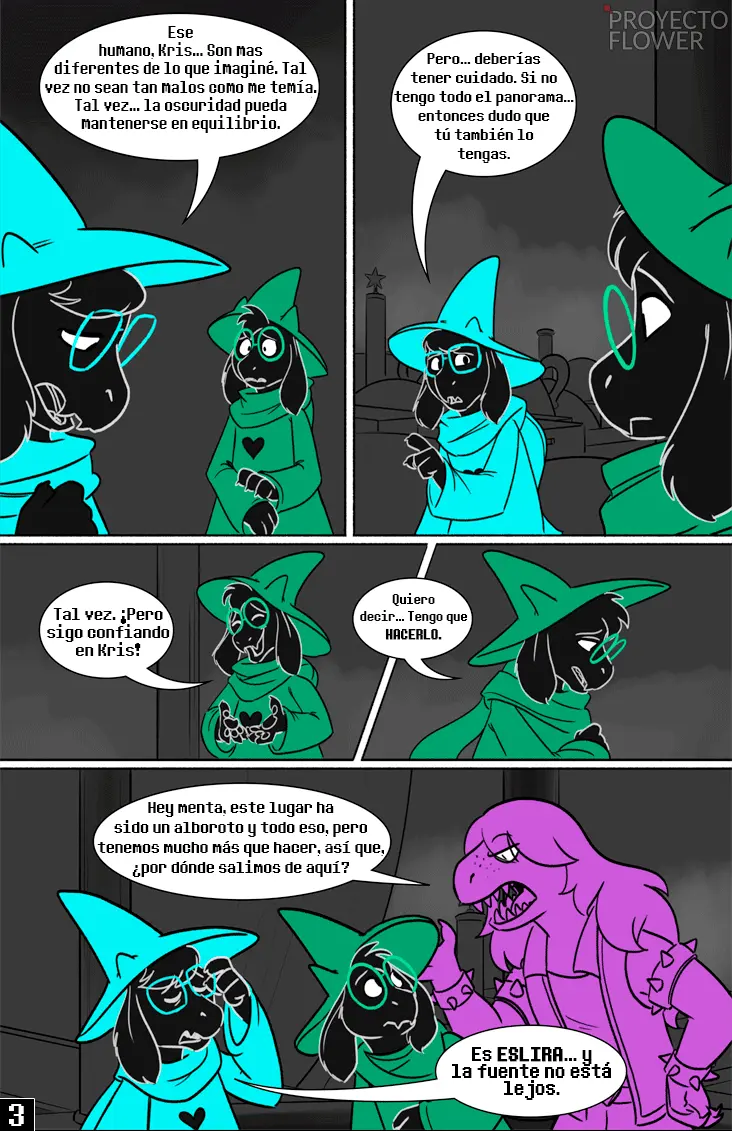 PROYECTO
FLOWER
Ese
humano, Kris... Son mas
diferentes de lo que imaginé. Tal
vez no sean tan malos como me temía.
Tal vez... la oscuridad pueda
mantenerse en equilibrio.
Pero... deberías
tener cuidado. Si no
tengo todo el panorama...
entonces dudo que
tú también lo
tengas.
Tal vez. ¡Pero
sigo confiando
en Kris!
Quiero
decir... Tengo que
HACERLO.
Hey menta, este lugar ha
sido un alboroto y todo eso, pero
tenemos mucho más que hacer, así que,
¿por dónde salimos de aquí?
Es ESLIRA... y
la fuente no está
lejos.
3